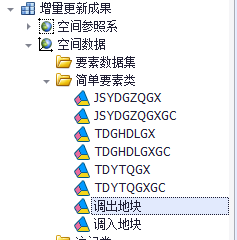 增量更新成果
空间参照系
空间数据
要素数据集
简单要素类
JSYDGZQGX
JSYDGZQGXGC
TDGHDLGX
TDGHDLGXGC
TDYTQGX
TDYTQGXGC
调出地块
调入地块